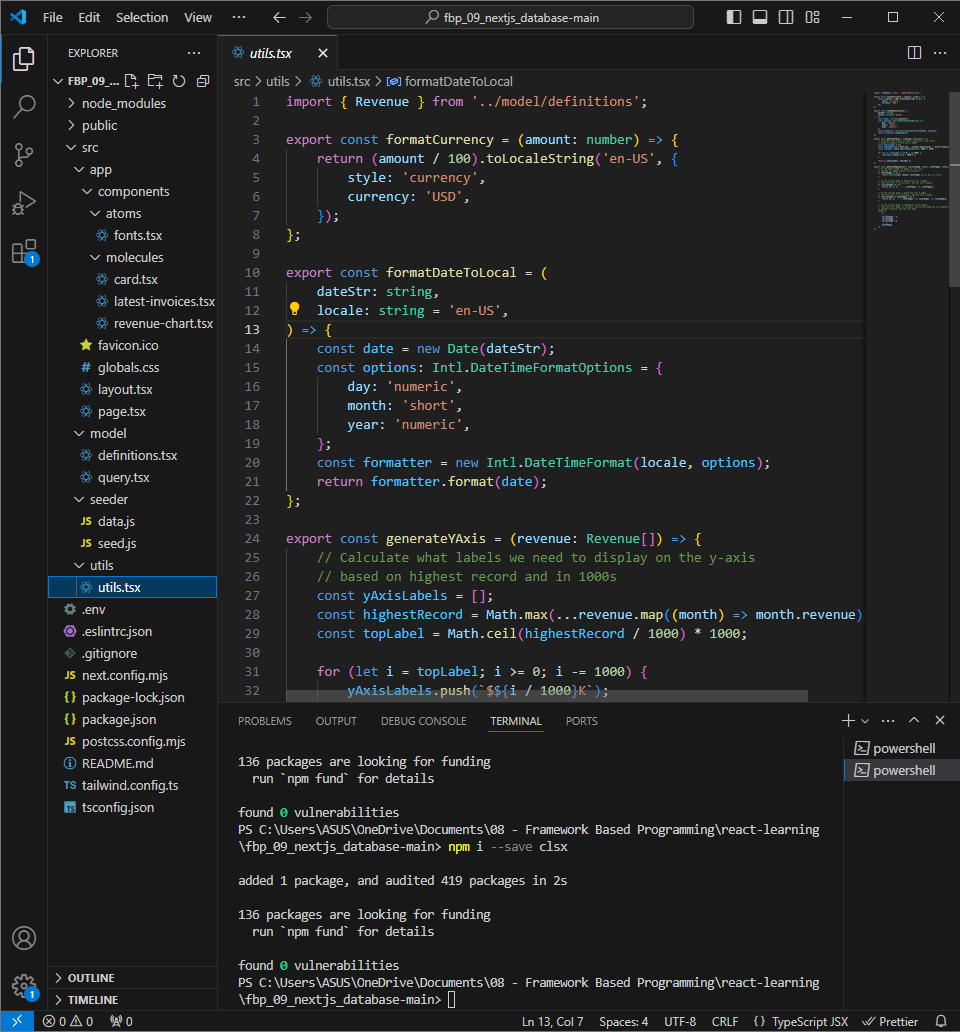 File Edit Selection View ··· fbp_09_nextjs_database-main
EXPLORER
FBP_09_...
node_modules
public
src
app
components
atoms
fonts.tsx
molecules
card.tsx
latest-invoices.tsx
revenue-chart.tsx
favicon.ico
# globals.css
layout.tsx
page.tsx
model
definitions.tsx
query.tsx
seeder
JS data.js
JS seed.js
utils
utils.tsx
.env
.eslintrc.json
.gitignore
JS next.config.mjs
{} package-lock.json
{} package.json
JS postcss.config.mjs
README.md
TS tailwind.config.ts
TS tsconfig.json
OUTLINE
TIMELINE
utils.tsx
src > utils > utils.tsx > formatDateToLocal
1 import { Revenue } from '../model/definitions';
2
3 export const formatCurrency = (amount: number) => {
4 return (amount / 100).toLocaleString('en-US', {
5 style: 'currency',
6 currency: 'USD',
7 });
8 };
9
10 export const formatDateToLocal = (
11 dateStr: string,
12 locale: string = 'en-US',
13 ) => {
14 const date = new Date(dateStr);
15 const options: Intl.DateTimeFormatOptions = {
16 day: 'numeric',
17 month: 'short',
18 year: 'numeric',
19 };
20 const formatter = new Intl.DateTimeFormat(locale, options);
21 return formatter.format(date);
22 };
23
24 export const generateYAxis = (revenue: Revenue[]) => {
25 // Calculate what labels we need to display on the y-axis
26 // based on highest record and in 1000s
27 const yAxisLabels = [];
28 const highestRecord = Math.max(...revenue.map((month) => month.revenue)
29 const topLabel = Math.ceil(highestRecord / 1000) * 1000;
30
31 for (let i = topLabel; i >= 0; i -= 1000) {
32 yAxisLabels.push(`$${i / 1000}K`);
PROBLEMS OUTPUT DEBUG CONSOLE TERMINAL PORTS
powershell
powershell
136 packages are looking for funding
run `npm fund` for details
found 0 vulnerabilities
PS C:\Users\ASUS\OneDrive\Documents\08 - Framework Based Programming\react-learning
\fbp_09_nextjs_database-main> npm i --save clsx
added 1 package, and audited 419 packages in 2s
136 packages are looking for funding
run `npm fund` for details
found 0 vulnerabilities
PS C:\Users\ASUS\OneDrive\Documents\08 - Framework Based Programming\react-learning
\fbp_09_nextjs_database-main>
1
1
0 0 0 Ln 13, Col 7 Spaces: 4 UTF-8 CRLF {} TypeScript JSX Prettier